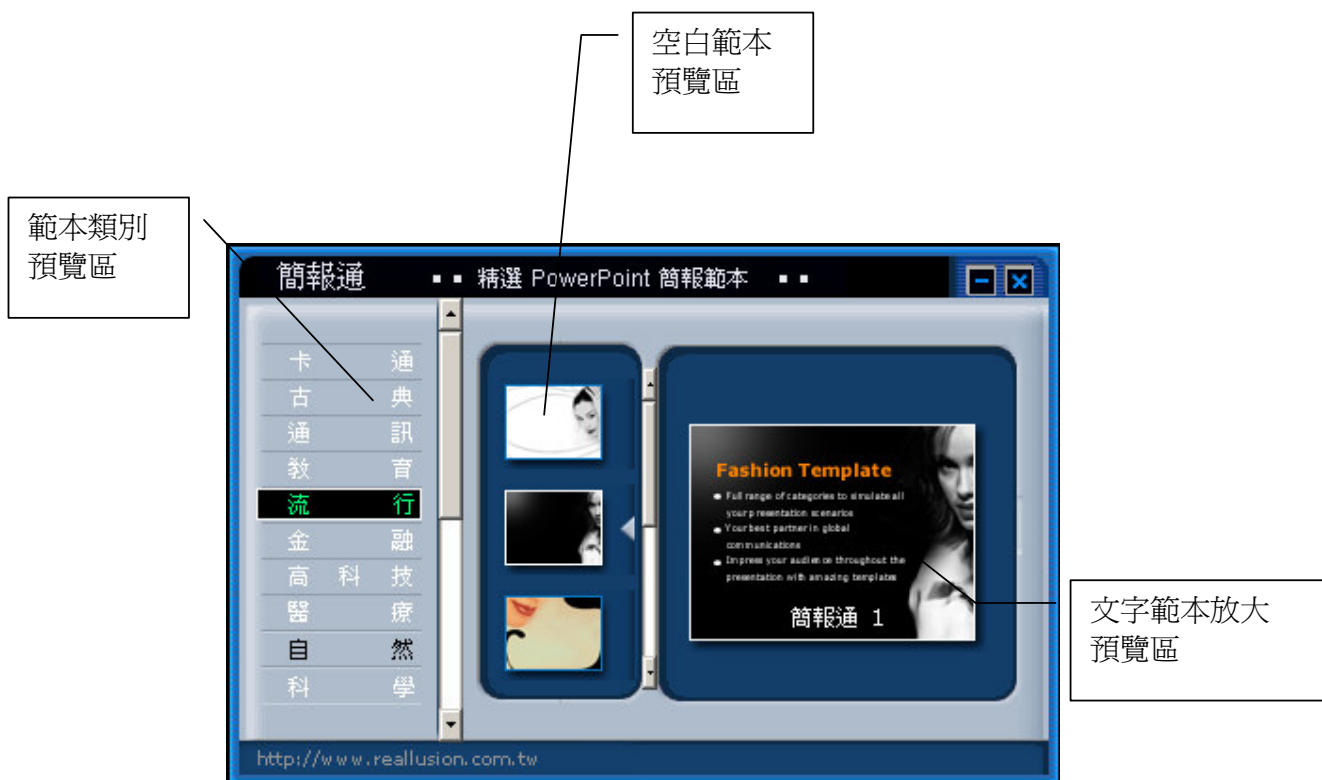 空白範本
預覽區
範本類別
預覽區
簡報通
精選 PowerPoint 簡報範本
卡 通
古 典
通 訊
教 育
流 行
金 融
高 科 技
醫 療
自 然
科 學
Fashion Template
Full range of categories to simulate all
your presentation scenarios
Your best partner in global
communications
Impress your audience throughout the
presentation with amazing templates
簡報通 1
文字範本放大
預覽區
http://www.reallusion.com.tw